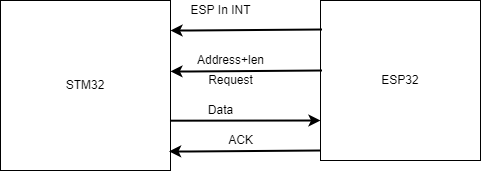 ESP In INT
Address+len
Request
STM32
ESP32
Data
ACK